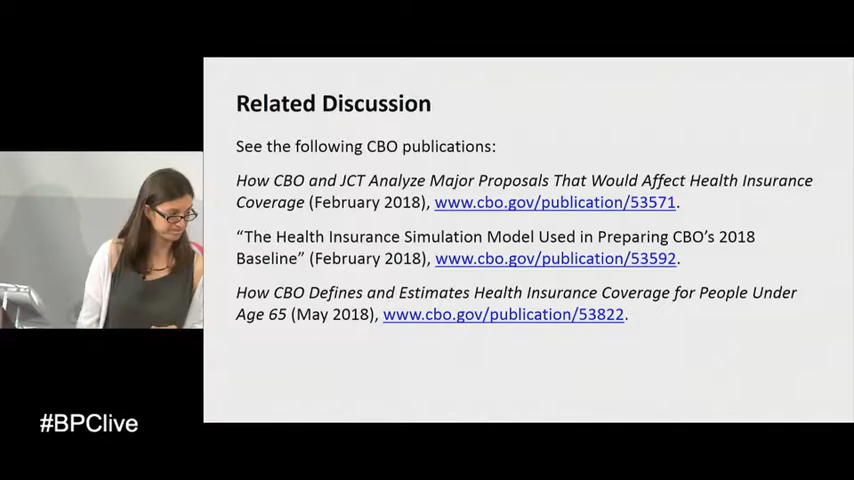 Related Discussion
See the following CBO publications:
How CBO and JCT Analyze Major Proposals That Would Affect Health Insurance
Coverage (February 2018), www.cbo.gov/publication/53571.
“The Health Insurance Simulation Model Used in Preparing CBO’s 2018
Baseline” (February 2018), www.cbo.gov/publication/53592.
How CBO Defines and Estimates Health Insurance Coverage for People Under
Age 65 (May 2018), www.cbo.gov/publication/53822.
#BPClive